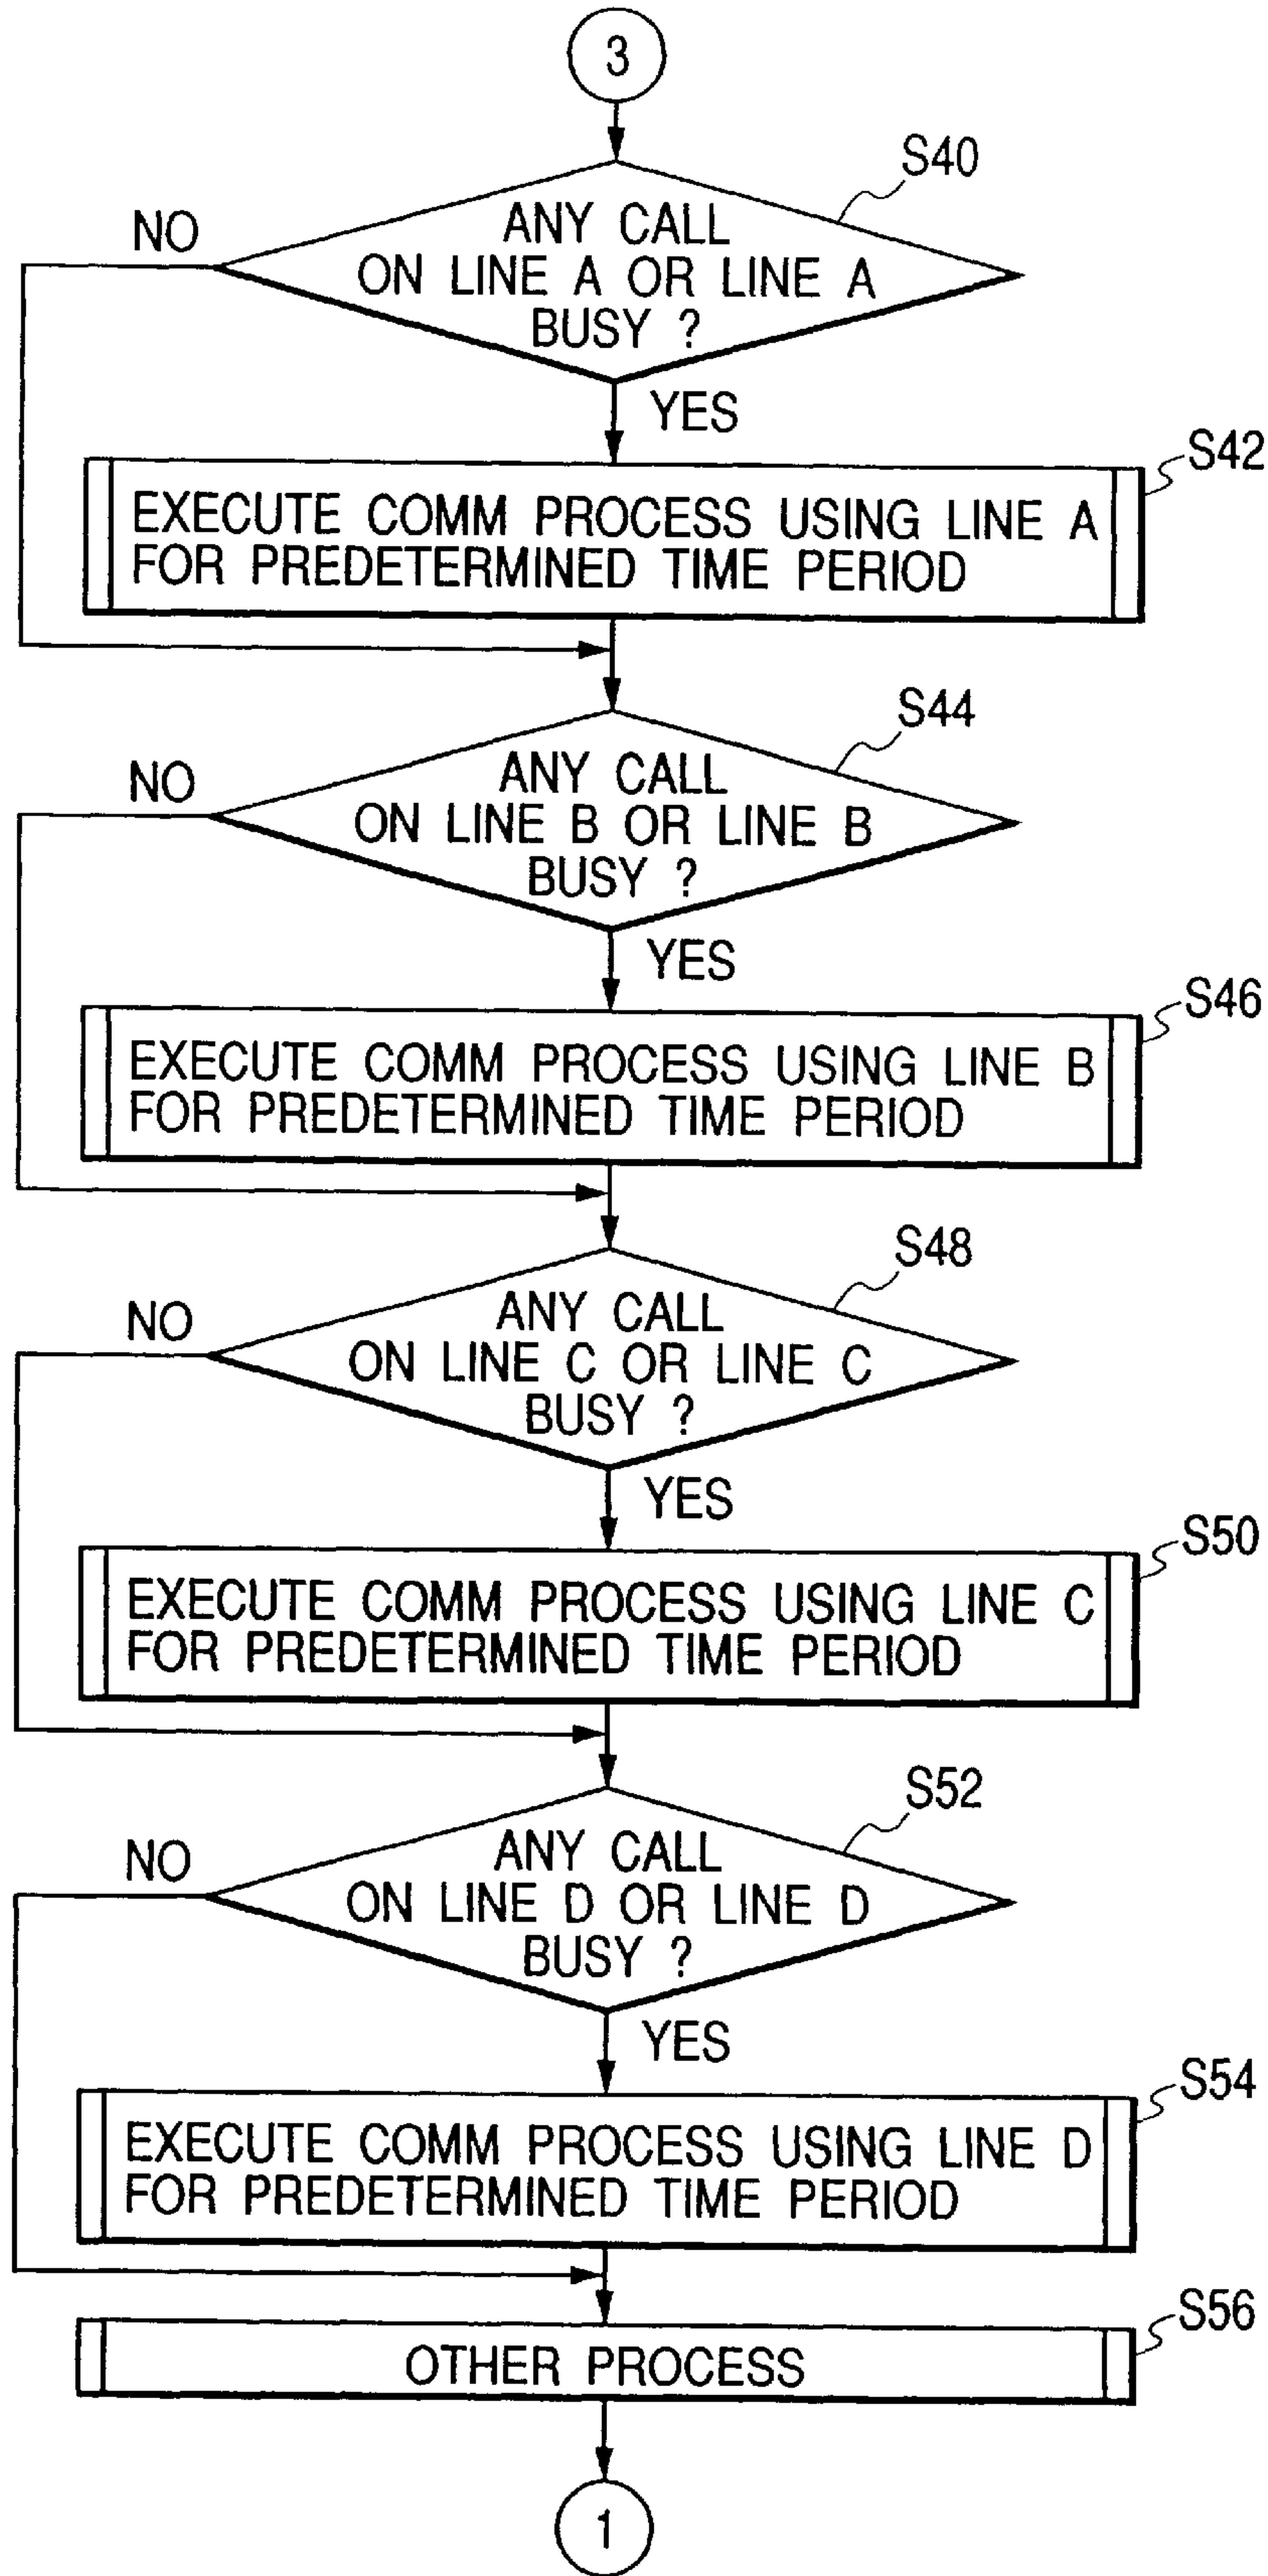 3
S40
NO
ANY CALL
ON LINE A OR LINE A
BUSY ?
YES
S42
EXECUTE COMM PROCESS USING LINE A
FOR PREDETERMINED TIME PERIOD
S44
NO
ANY CALL
ON LINE B OR LINE B
BUSY ?
YES
S46
EXECUTE COMM PROCESS USING LINE B
FOR PREDETERMINED TIME PERIOD
S48
NO
ANY CALL
ON LINE C OR LINE C
BUSY ?
YES
S50
EXECUTE COMM PROCESS USING LINE C
FOR PREDETERMINED TIME PERIOD
S52
NO
ANY CALL
ON LINE D OR LINE D
BUSY ?
YES
S54
EXECUTE COMM PROCESS USING LINE D
FOR PREDETERMINED TIME PERIOD
S56
OTHER PROCESS
1